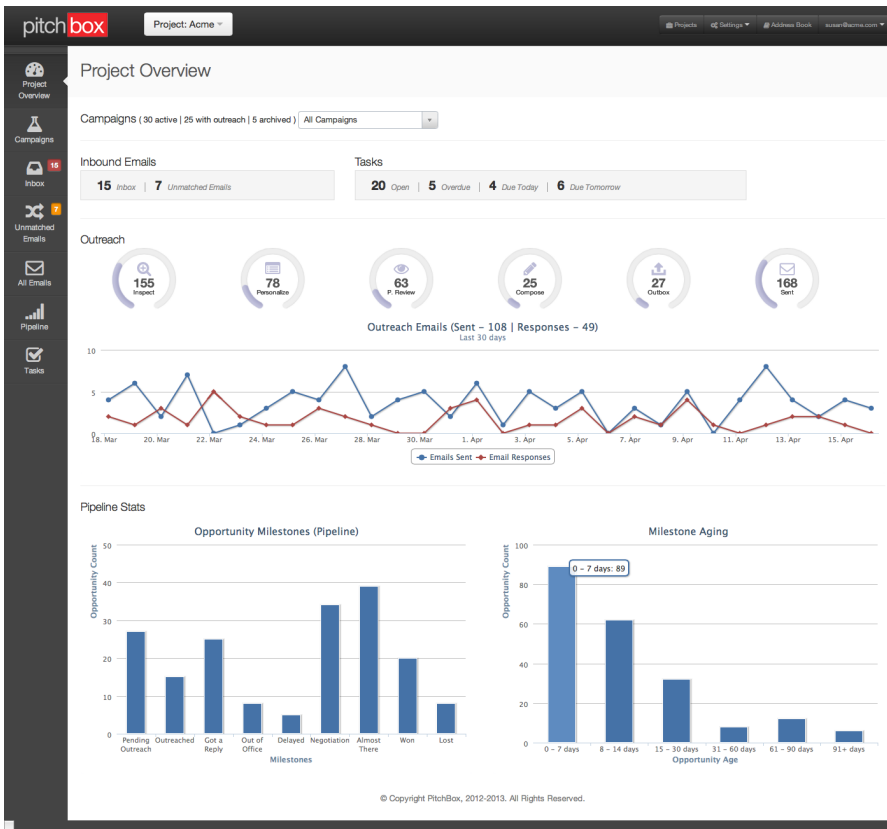 pitchbox
Project: Acme
Projects
Settings
Address Book
susan@acme.com
Project Overview
Campaigns
15
Inbox
7
Unmatched Emails
All Emails
Pipeline
Tasks
Project Overview
Campaigns ( 30 active | 25 with outreach | 5 archived ) All Campaigns
Inbound Emails
15 Inbox | 7 Unmatched Emails
Tasks
20 Open | 5 Overdue | 4 Due Today | 6 Due Tomorrow
Outreach
155 Inspect
78 Personalize
63 P. Review
25 Compose
27 Outbox
168 Sent
Outreach Emails (Sent - 108 | Responses - 49)
Last 30 days
10
5
0
18. Mar 20. Mar 22. Mar 24. Mar 26. Mar 28. Mar 30. Mar 1. Apr 3. Apr 5. Apr 7. Apr 9. Apr 11. Apr 13. Apr 15. Apr
Emails Sent Email Responses
Pipeline Stats
Opportunity Milestones (Pipeline)
Opportunity Count
50
40
30
20
10
0
Pending Outreach
Outreached
Got a Reply
Out of Office
Delayed
Negotiation
Almost There
Won
Lost
Milestones
Milestone Aging
Opportunity Count
100
80
60
40
20
0
0 - 7 days: 89
0 - 7 days 8 - 14 days 15 - 30 days 31 - 60 days 61 - 90 days 91+ days
Opportunity Age
© Copyright PitchBox, 2012-2013. All Rights Reserved.